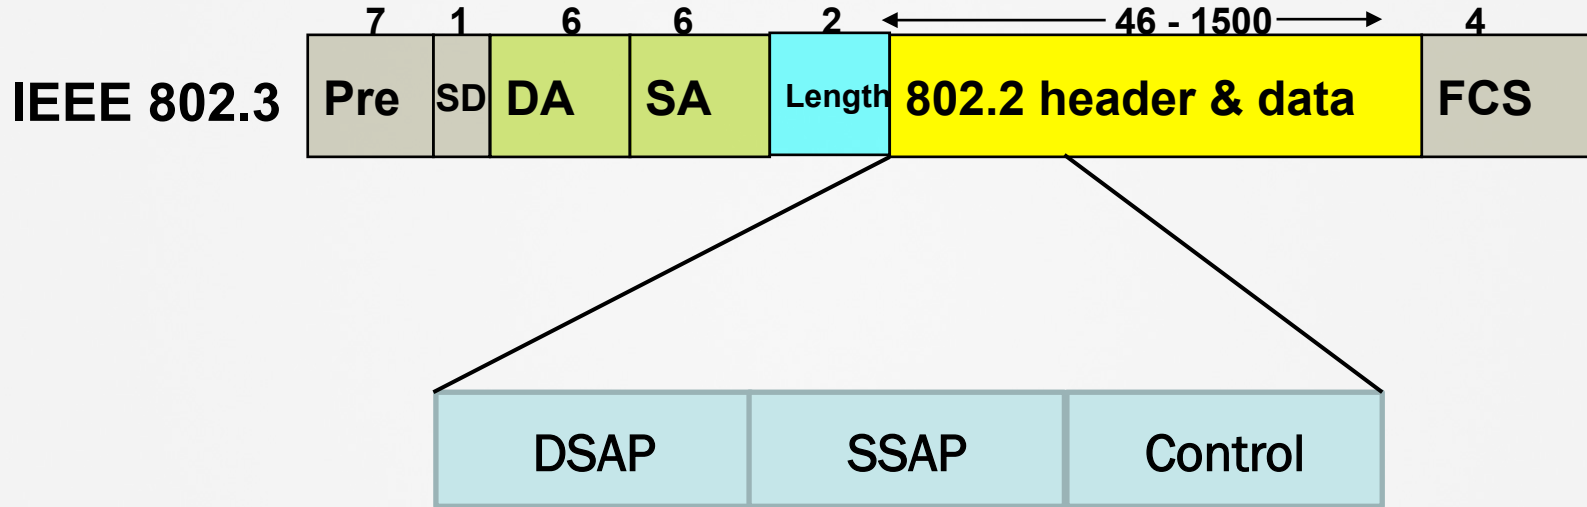 7 1 6 6 2 46 - 1500 4
IEEE 802.3 Pre SD DA SA Length 802.2 header & data FCS
DSAP SSAP Control